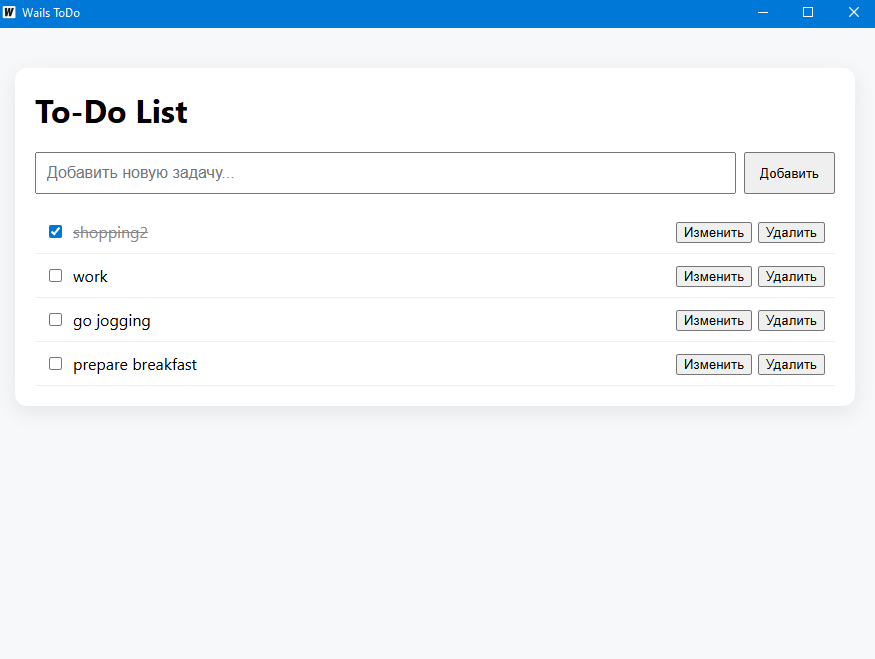 W Wails ToDo
To-Do List
Добавить новую задачу... Добавить
shopping2 Изменить Удалить
work Изменить Удалить
go jogging Изменить Удалить
prepare breakfast Изменить Удалить